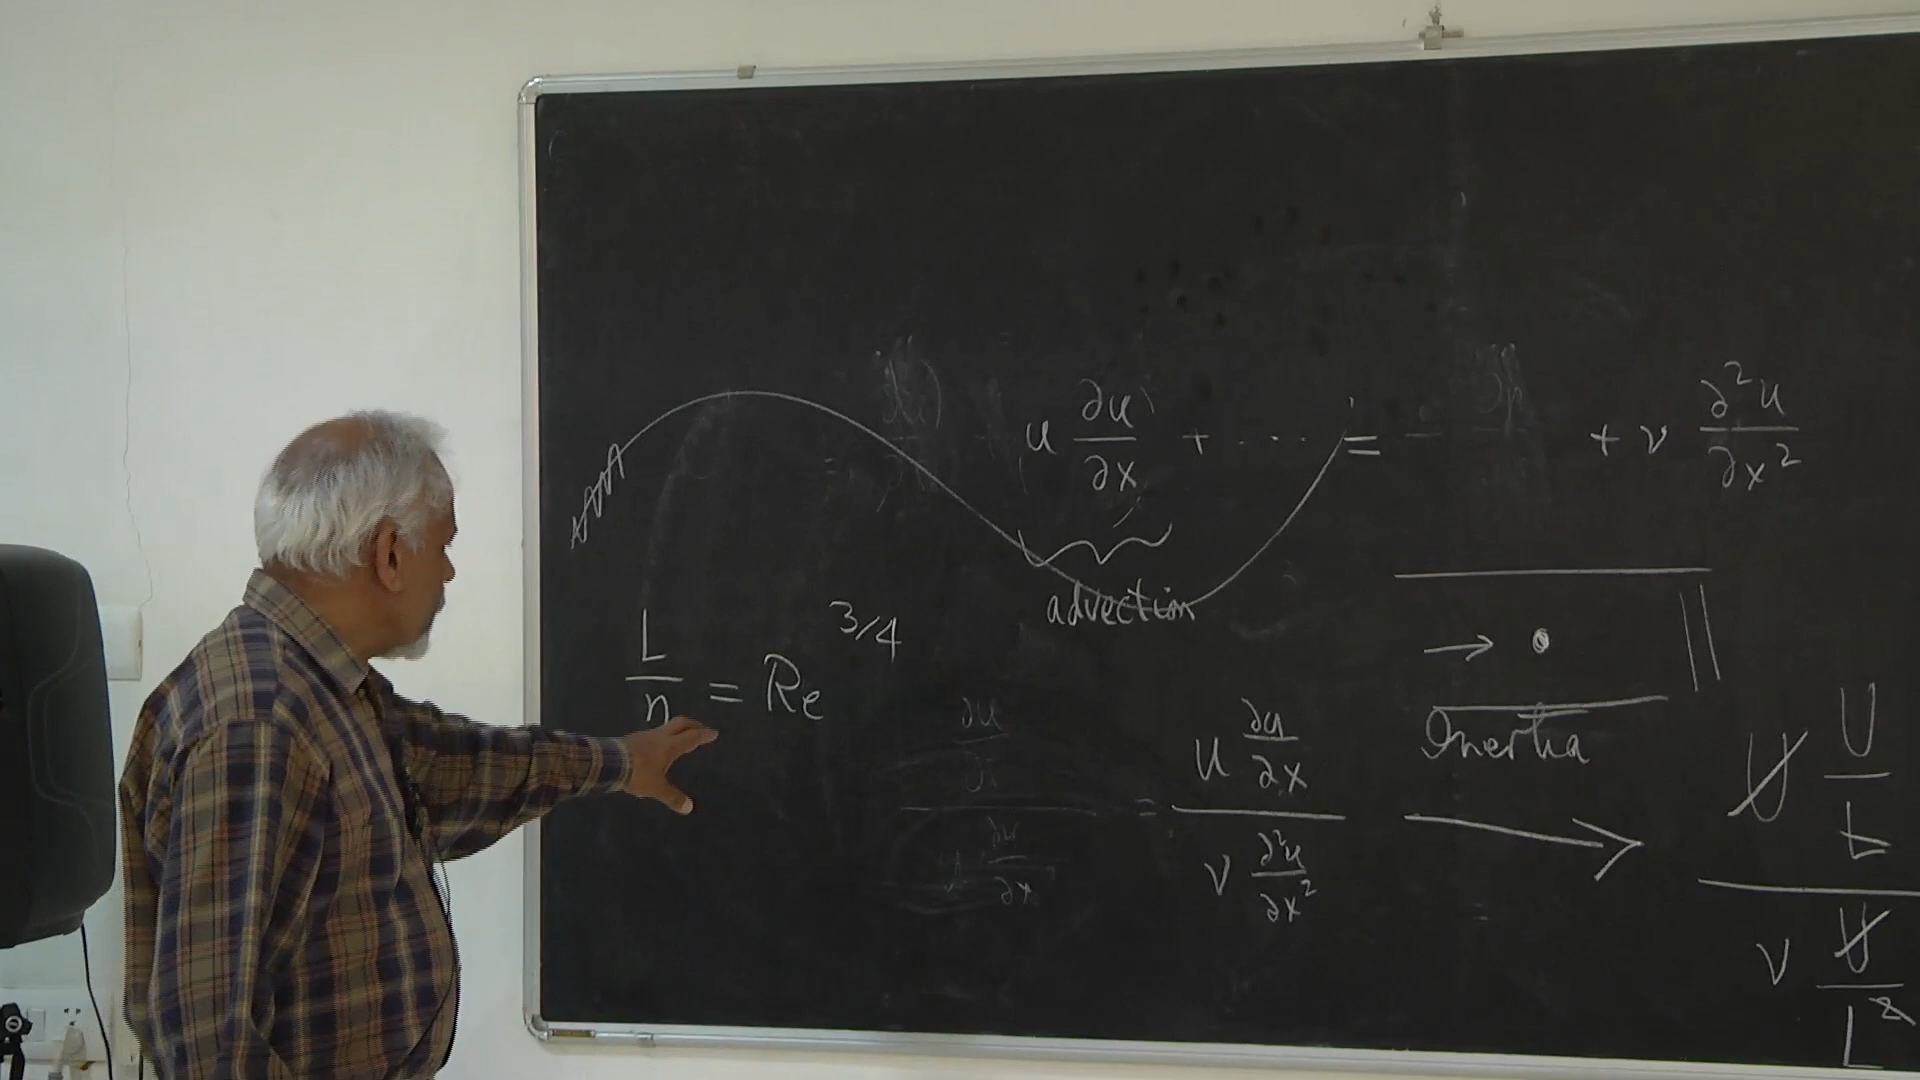 u ∂u/∂x + .... = + ν ∂²u/∂x²
advection
L/η = Re^3/4
Inertia
= u ∂u/∂x / ν ∂²u/∂x² → U U/L / ν U/L²